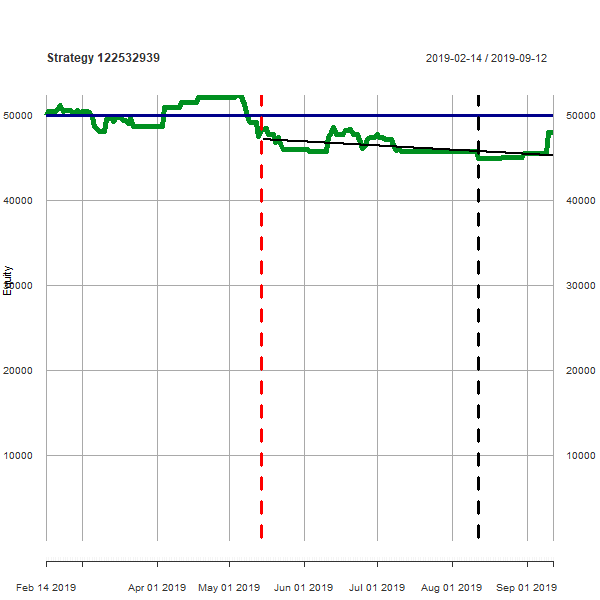 Strategy 122532939
2019-02-14 / 2019-09-12
50000 50000
40000 40000
Equity
30000 30000
20000 20000
10000 10000
Feb 14 2019 Apr 01 2019 May 01 2019 Jun 01 2019 Jul 01 2019 Aug 01 2019 Sep 01 2019